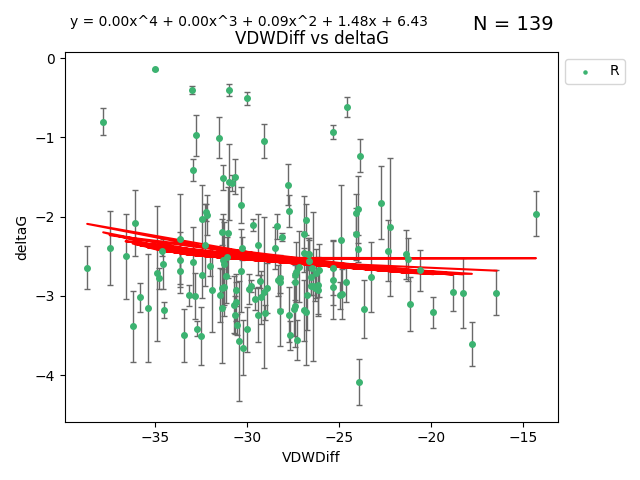 y = 0.00x^4 + 0.00x^3 + 0.09x^2 + 1.48x + 6.43
N = 139
VDWDiff vs deltaG
R
deltaG
0
−1
−2
−3
−4
−35
−30
−25
−20
−15
VDWDiff